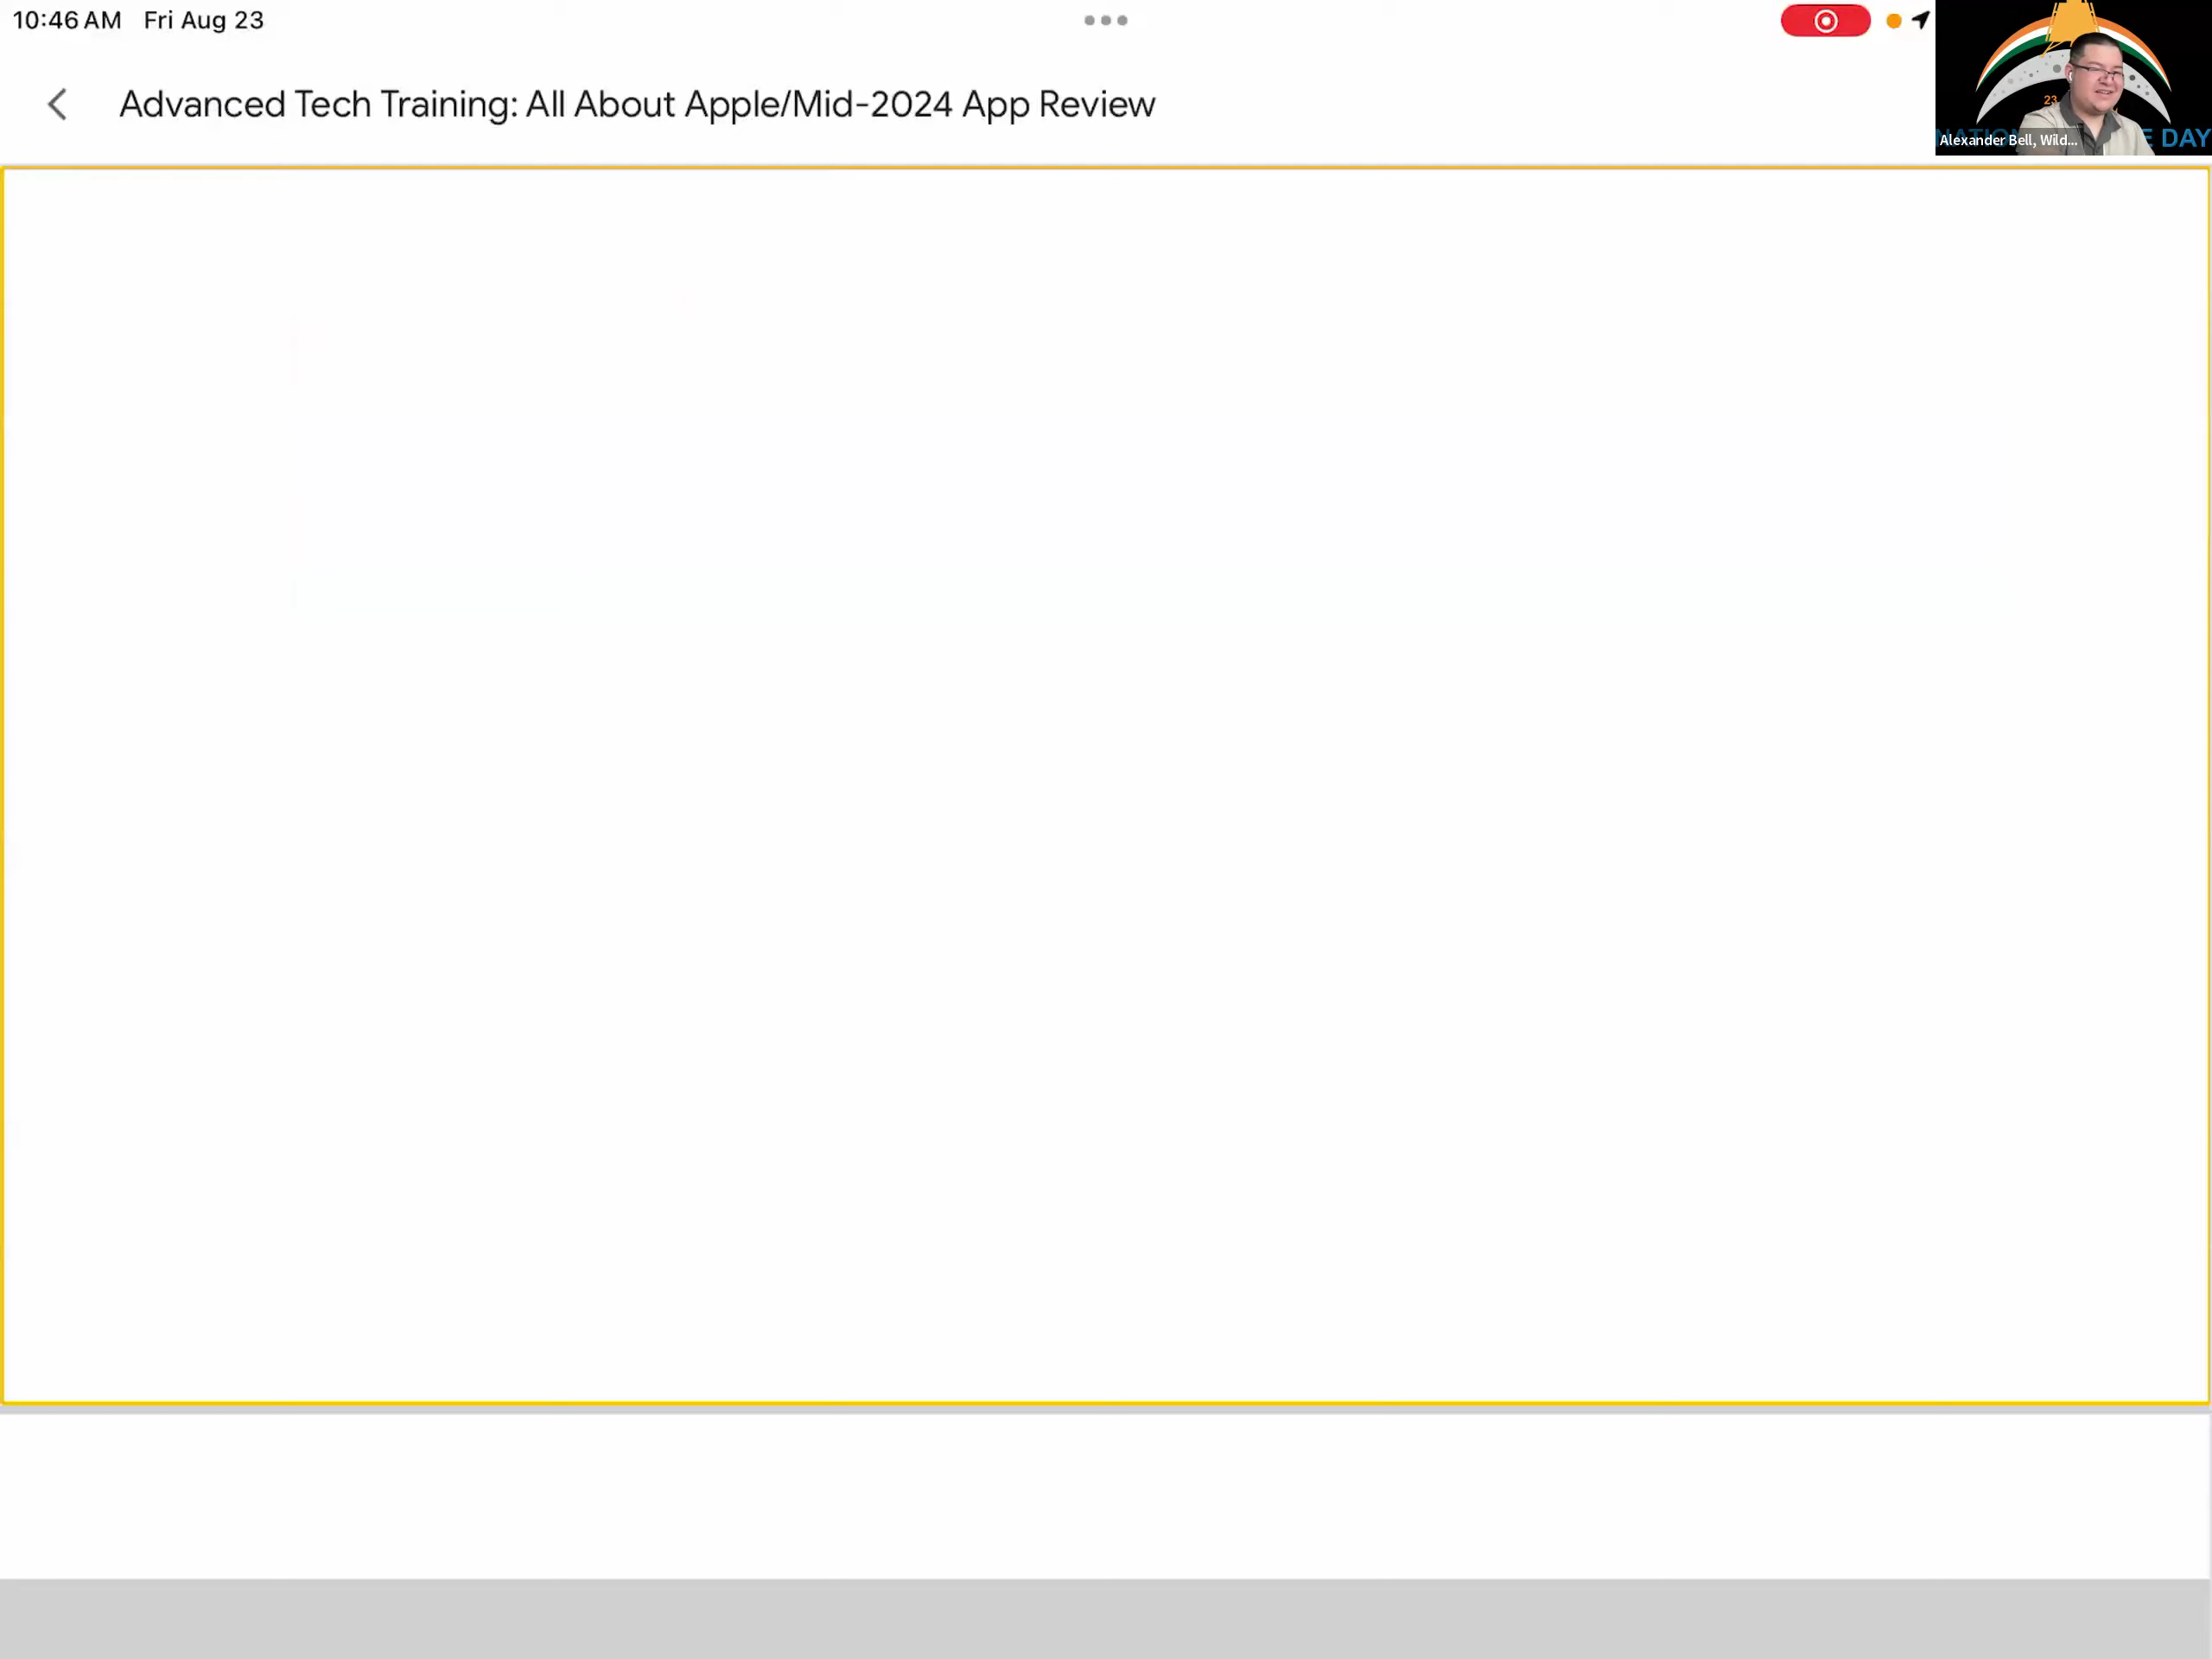 10:46 AM Fri Aug 23
Advanced Tech Training: All About Apple/Mid-2024 App Review
23
E DAY
Alexander Bell, Wild...